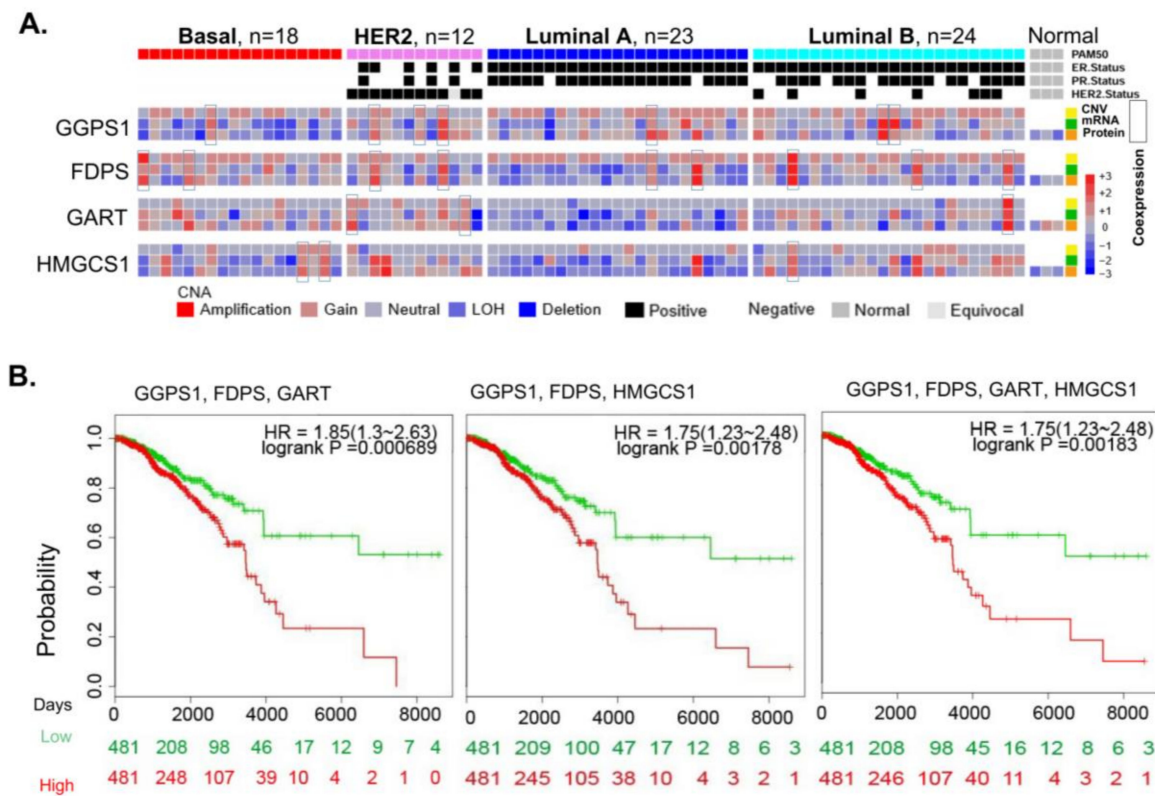 A.
Basal, n=18 HER2, n=12 Luminal A, n=23 Luminal B, n=24 Normal
PAM50
ER.Status
PR.Status
HER2.Status
GGPS1
CNV
mRNA
Protein
FDPS
GART
HMGCS1
+3
+2
+1
0
-1
-2
-3
Coexpression
CNA
Amplification Gain Neutral LOH Deletion Positive Negative Normal Equivocal
B.
GGPS1, FDPS, GART
HR = 1.85(1.3~2.63)
logrank P =0.000689
GGPS1, FDPS, HMGCS1
HR = 1.75(1.23~2.48)
logrank P =0.00178
GGPS1, FDPS, GART, HMGCS1
HR = 1.75(1.23~2.48)
logrank P =0.00183
Probability
1.0
0.8
0.6
0.4
0.2
0.0
Days
0 2000 4000 6000 8000
0 2000 4000 6000 8000
0 2000 4000 6000 8000
Low
481 208 98 46 17 12 9 7 4
481 209 100 47 17 12 8 6 3
481 208 98 45 16 12 8 6 3
High
481 248 107 39 10 4 2 1 0
481 245 105 38 10 4 3 2 1
481 246 107 40 11 4 3 2 1